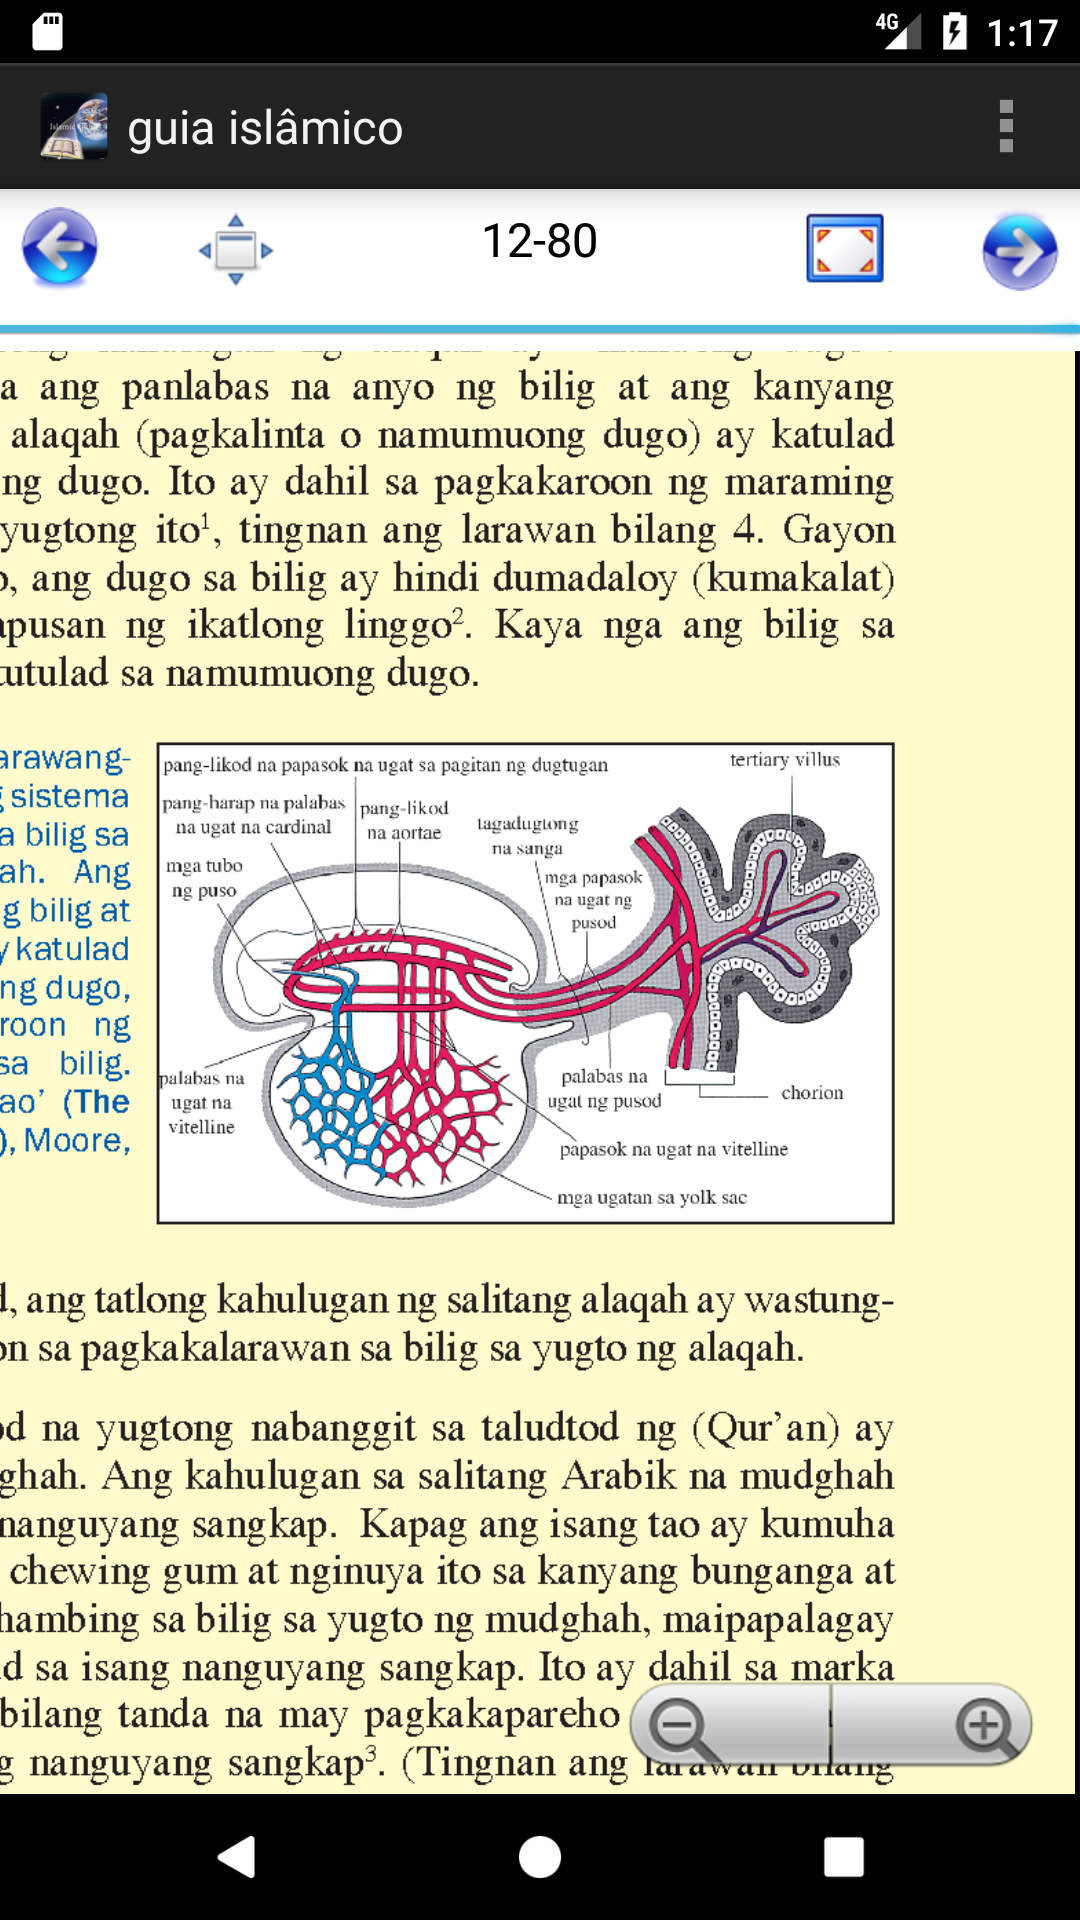 4G 1:17
guia islâmico
12-80
a ang panlabas na anyo ng bilig at ang kanyang
alaqah (pagkalinta o namumuong dugo) ay katulad
ng dugo. Ito ay dahil sa pagkakaroon ng maraming
yugtong ito¹, tingnan ang larawan bilang 4. Gayon
ang dugo sa bilig ay hindi dumadaloy (kumakalat)
apusan ng ikatlong linggo². Kaya nga ang bilig sa
tutulad sa namumuong dugo.
arawang-
sistema
a bilig sa
ah. Ang
g bilig at
y katulad
ng dugo,
roon ng
sa bilig.
ao’ (The
), Moore,
pang-likod na papasok na ugat sa pagitan ng dugtugan
tertiary villus
pang-harap na palabas
na ugat na cardinal
pang-likod
na aortae
tagadugtong
na sanga
mga tubo
ng puso
mga papasok
na ugat ng
pusod
palabas na
ugat na
vitelline
palabas na
ugat ng pusod
chorion
papasok na ugat na vitelline
mga ugatan sa yolk sac
d, ang tatlong kahulugan ng salitang alaqah ay wastung-
on sa pagkakalarawan sa bilig sa yugto ng alaqah.
od na yugtong nabanggit sa taludtod ng (Qur’an) ay
ghah. Ang kahulugan sa salitang Arabik na mudghah
nanguyang sangkap. Kapag ang isang tao ay kumuha
chewing gum at nginuya ito sa kanyang bunganga at
hambing sa bilig sa yugto ng mudghah, maipapalagay
d sa isang nanguyang sangkap. Ito ay dahil sa marka
bilang tanda na may pagkakapareho
g nanguyang sangkap³. (Tingnan ang larawan bilang